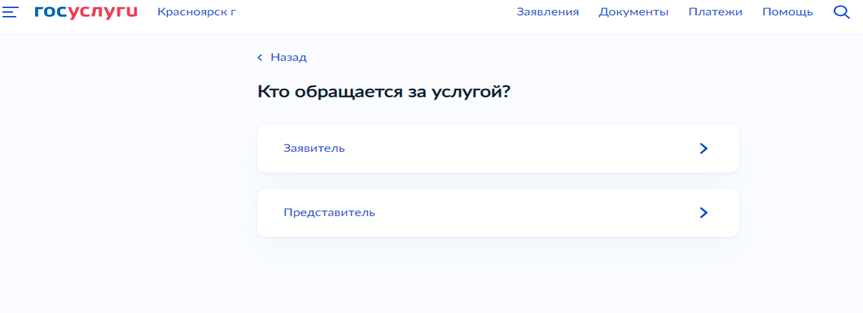 госуслуги Красноярск г Заявления Документы Платежи Помощь
Назад
Кто обращается за услугой?
Заявитель
Представитель